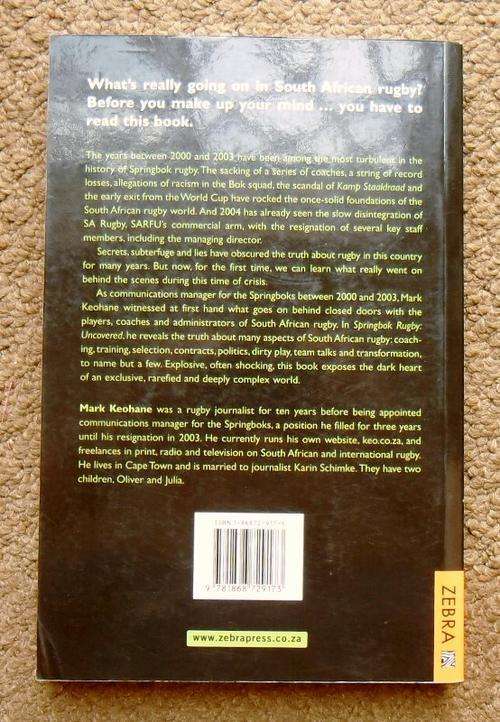 What's really going on in South African rugby?
Before you make up your mind ... you have to
read this book.
The years between 2000 and 2003 have been among the most turbulent in the
history of Springbok rugby. The sacking of a series of coaches, a string of record
losses, allegations of racism in the Bok squad, the scandal of Kamp Staaldraad and
the early exit from the World Cup have rocked the once-solid foundations of the
South African rugby world. And 2004 has already seen the slow disintegration of
SA Rugby, SARFU's commercial arm, with the resignation of several key staff
members, including the managing director.
Secrets, subterfuge and lies have obscured the truth about rugby in this country
for many years. But now, for the first time, we can learn what really went on
behind the scenes during this time of crisis.
As communications manager for the Springboks between 2000 and 2003, Mark
Keohane witnessed at first hand what goes on behind closed doors with the
players, coaches and administrators of South African rugby. In Springbok Rugby:
Uncovered, he reveals the truth about many aspects of South African rugby; coach-
ing, training, selection, contracts, politics, dirty play, team talks and transformation,
to name but a few. Explosive, often shocking, this book exposes the dark heart
of an exclusive, rarefied and deeply complex world.
Mark Keohane was a rugby journalist for ten years before being appointed
communications manager for the Springboks, a position he filled for three years
until his resignation in 2003. He currently runs his own website, keo.co.za, and
freelances in print, radio and television on South African and international rugby.
He lives in Cape Town and is married to journalist Karin Schimke. They have two
children, Oliver and Julia.
ISBN
9 781868 729173
www.zebrapress.co.za
ZEBRA